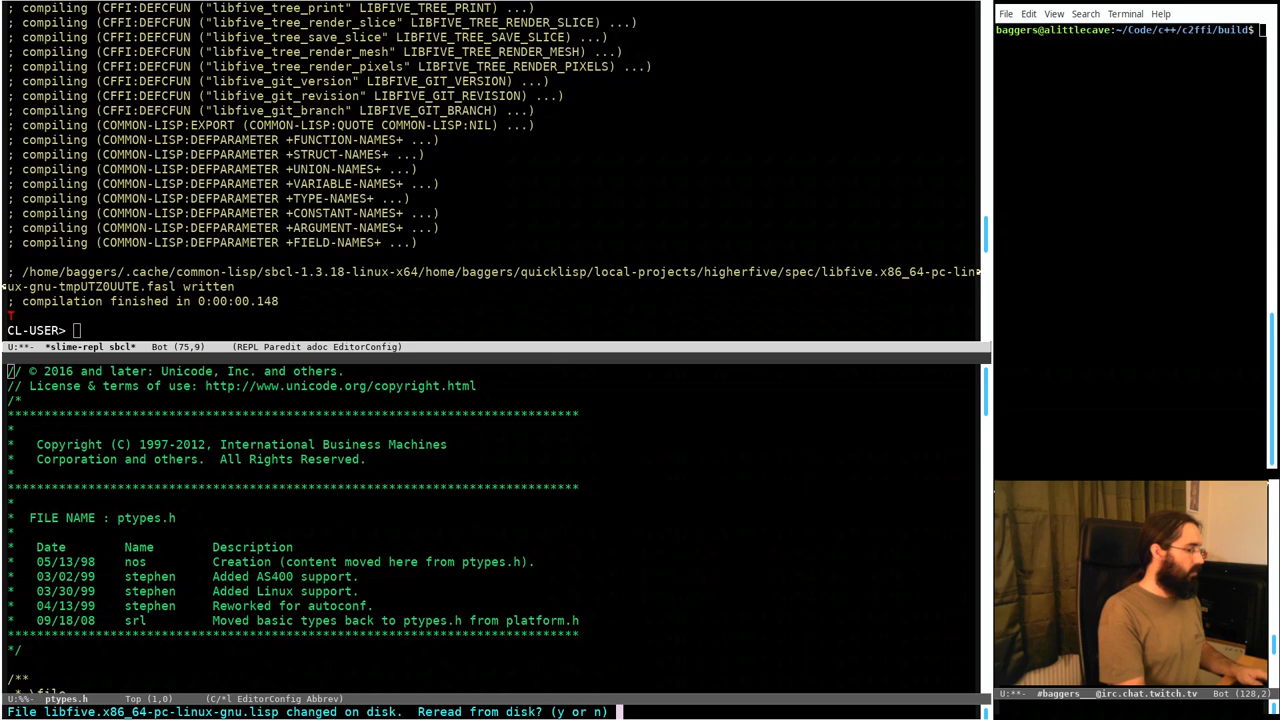 ; compiling (CFFI:DEFCFUN ("libfive_tree_print" LIBFIVE_TREE_PRINT) ...)
; compiling (CFFI:DEFCFUN ("libfive_tree_render_slice" LIBFIVE_TREE_RENDER_SLICE) ...)
; compiling (CFFI:DEFCFUN ("libfive_tree_save_slice" LIBFIVE_TREE_SAVE_SLICE) ...)
; compiling (CFFI:DEFCFUN ("libfive_tree_render_mesh" LIBFIVE_TREE_RENDER_MESH) ...)
; compiling (CFFI:DEFCFUN ("libfive_tree_render_pixels" LIBFIVE_TREE_RENDER_PIXELS) ...)
; compiling (CFFI:DEFCFUN ("libfive_git_version" LIBFIVE_GIT_VERSION) ...)
; compiling (CFFI:DEFCFUN ("libfive_git_revision" LIBFIVE_GIT_REVISION) ...)
; compiling (CFFI:DEFCFUN ("libfive_git_branch" LIBFIVE_GIT_BRANCH) ...)
; compiling (COMMON-LISP:EXPORT (COMMON-LISP:QUOTE COMMON-LISP:NIL) ...)
; compiling (COMMON-LISP:DEFPARAMETER +FUNCTION-NAMES+ ...)
; compiling (COMMON-LISP:DEFPARAMETER +STRUCT-NAMES+ ...)
; compiling (COMMON-LISP:DEFPARAMETER +UNION-NAMES+ ...)
; compiling (COMMON-LISP:DEFPARAMETER +VARIABLE-NAMES+ ...)
; compiling (COMMON-LISP:DEFPARAMETER +TYPE-NAMES+ ...)
; compiling (COMMON-LISP:DEFPARAMETER +CONSTANT-NAMES+ ...)
; compiling (COMMON-LISP:DEFPARAMETER +ARGUMENT-NAMES+ ...)
; compiling (COMMON-LISP:DEFPARAMETER +FIELD-NAMES+ ...)
; /home/baggers/.cache/common-lisp/sbcl-1.3.18-linux-x64/home/baggers/quicklisp/local-projects/higherfive/spec/libfive.x86_64-pc-lin
ux-gnu-tmpUTZ0UUTE.fasl written
; compilation finished in 0:00:00.148
T
CL-USER>
U:**-  *slime-repl sbcl*   Bot (75,9)     (REPL Paredit adoc EditorConfig)
// © 2016 and later: Unicode, Inc. and others.
// License & terms of use: http://www.unicode.org/copyright.html
/*
******************************************************************************
*
*   Copyright (C) 1997-2012, International Business Machines
*   Corporation and others.  All Rights Reserved.
*
******************************************************************************
*
*  FILE NAME : ptypes.h
*
*   Date        Name        Description
*   05/13/98    nos         Creation (content moved here from ptypes.h).
*   03/02/99    stephen     Added AS400 support.
*   03/30/99    stephen     Added Linux support.
*   04/13/99    stephen     Reworked for autoconf.
*   09/18/08    srl         Moved basic types back to ptypes.h from platform.h
******************************************************************************
*/
/**
* \file
U:%%-  ptypes.h       Top (1,0)      (C/*l EditorConfig Abbrev)
File libfive.x86_64-pc-linux-gnu.lisp changed on disk.  Reread from disk? (y or n)
File Edit View Search Terminal Help
baggers@alittlecave:~/Code/c++/c2ffi/build$
U:**-  #baggers___@irc.chat.twitch.tv   Bot (128,2)